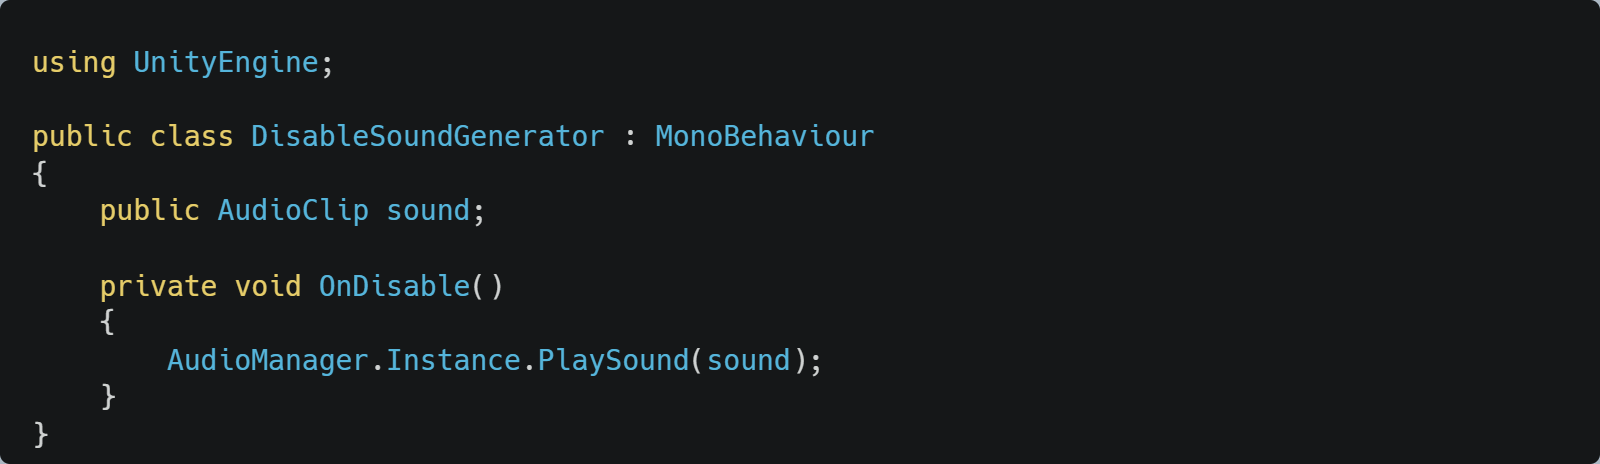 using UnityEngine;

public class DisableSoundGenerator : MonoBehaviour
{
    public AudioClip sound;

    private void OnDisable()
    {
        AudioManager.Instance.PlaySound(sound);
    }
}